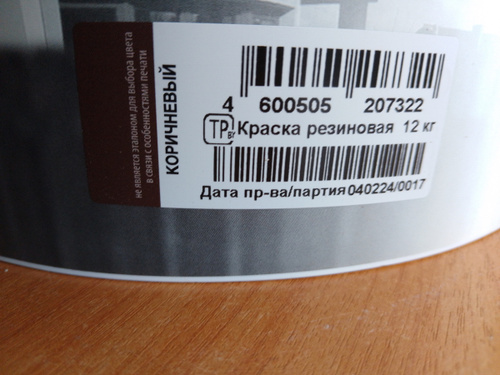 не является эталоном для выбора цвета
в связи с особенностями печати
КОРИЧНЕВЫЙ
4 600505 207322
TP Краска резиновая 12 кг
Дата пр-ва/партия 040224/0017